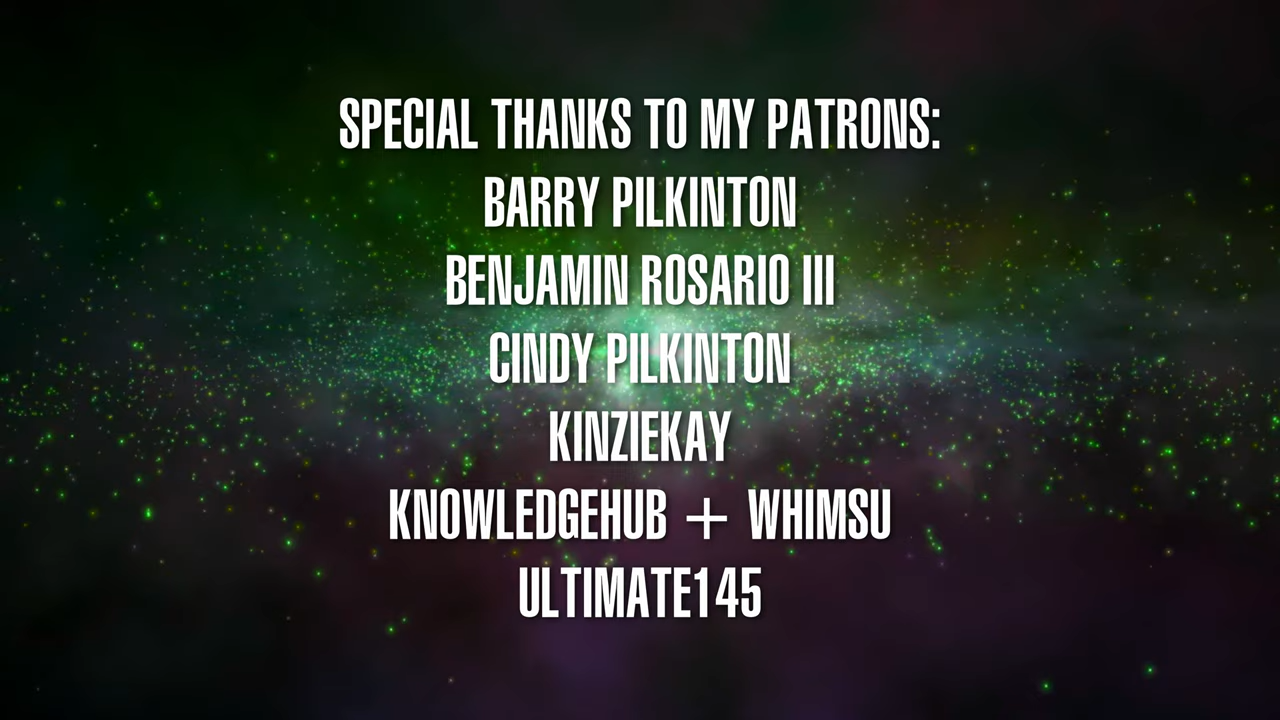 SPECIAL THANKS TO MY PATRONS:
BARRY PILKINTON
BENJAMIN ROSARIO III
CINDY PILKINTON
KINZIEKAY
KNOWLEDGEHUB + WHIMSU
ULTIMATE145